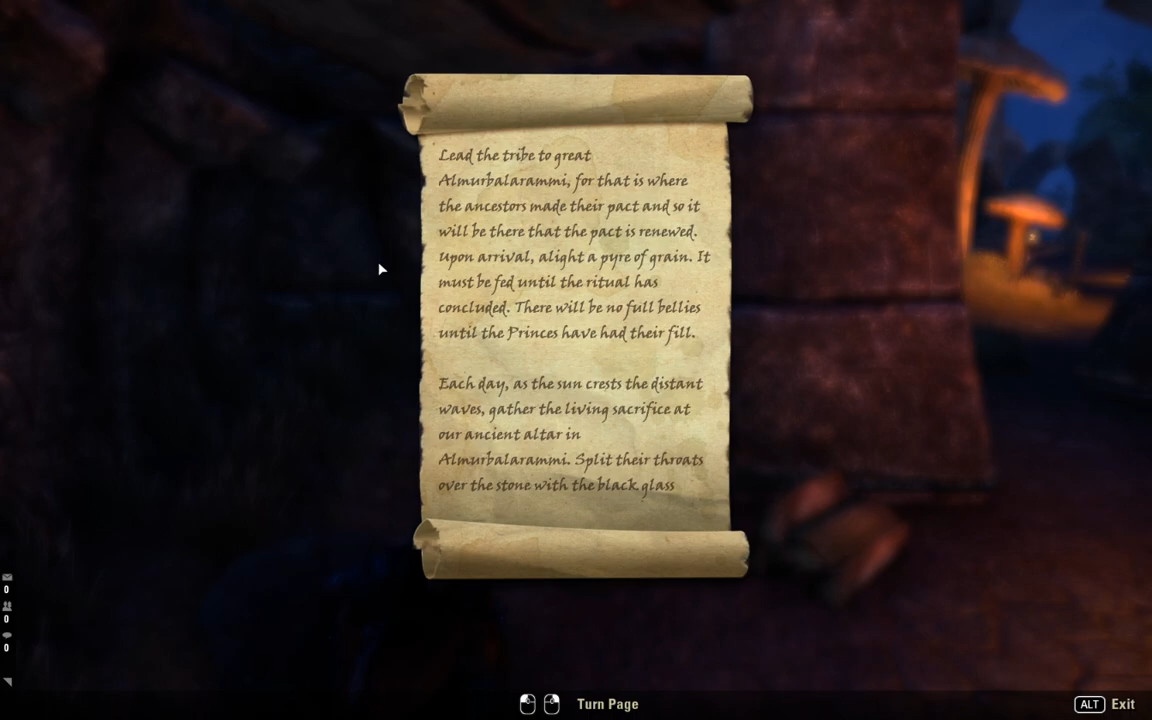 Lead the tribe to great
Almurbalarammi, for that is where
the ancestors made their pact and so it
will be there that the pact is renewed.
Upon arrival, alight a pyre of grain. It
must be fed until the ritual has
concluded. There will be no full bellies
until the Princes have had their fill.
Each day, as the sun crests the distant
waves, gather the living sacrifice at
our ancient altar in
Almurbalarammi. Split their throats
over the stone with the black glass
0
0
0
Turn Page
ALT Exit